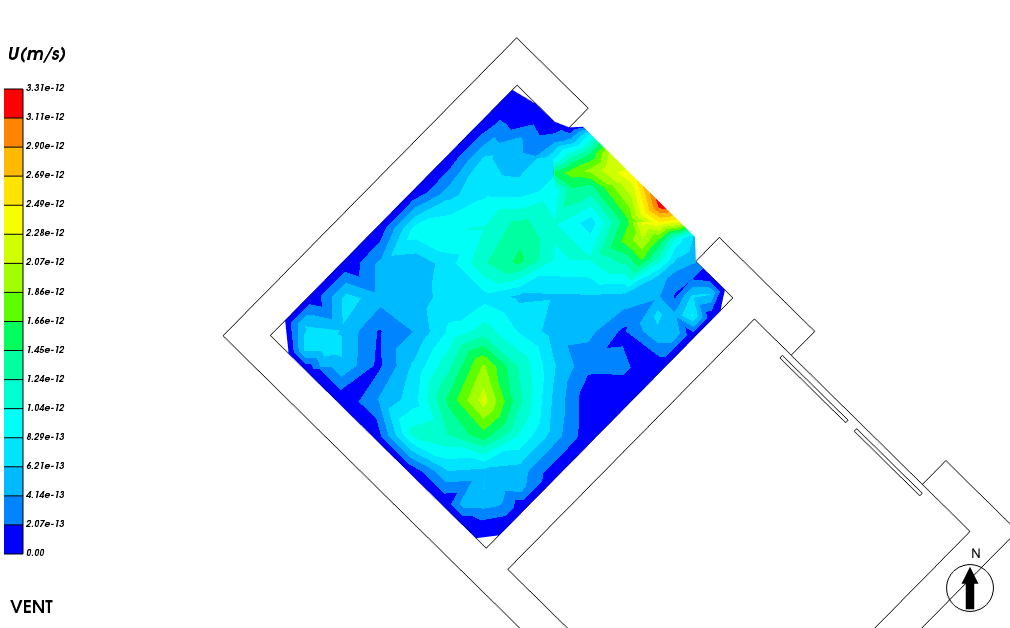 U(m/s)
3.31e-12
3.11e-12
2.90e-12
2.69e-12
2.49e-12
2.28e-12
2.07e-12
1.86e-12
1.66e-12
1.45e-12
1.24e-12
1.04e-12
8.29e-13
6.21e-13
4.14e-13
2.07e-13
0.00
N
VENT